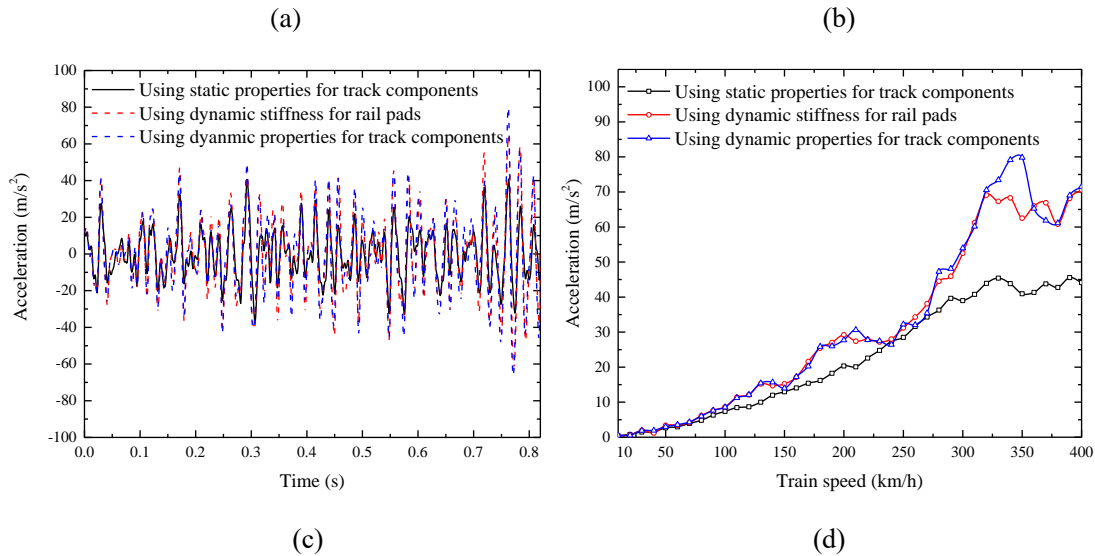 (a)
(b)
100
80
60
40
20
0
-20
-40
-60
-80
-100
Acceleration (m/s²)
Using static properties for track components
Using dynamic stiffness for rail pads
Using dyanmic properties for track components
0.0 0.1 0.2 0.3 0.4 0.5 0.6 0.7 0.8
Time (s)
100
90
80
70
60
50
40
30
20
10
0
Acceleration (m/s²)
Using static properties for track components
Using dynamic stiffness for rail pads
Using dynamic properties for track components
10 50 100 150 200 250 300 350 400
Train speed (km/h)
(c)
(d)